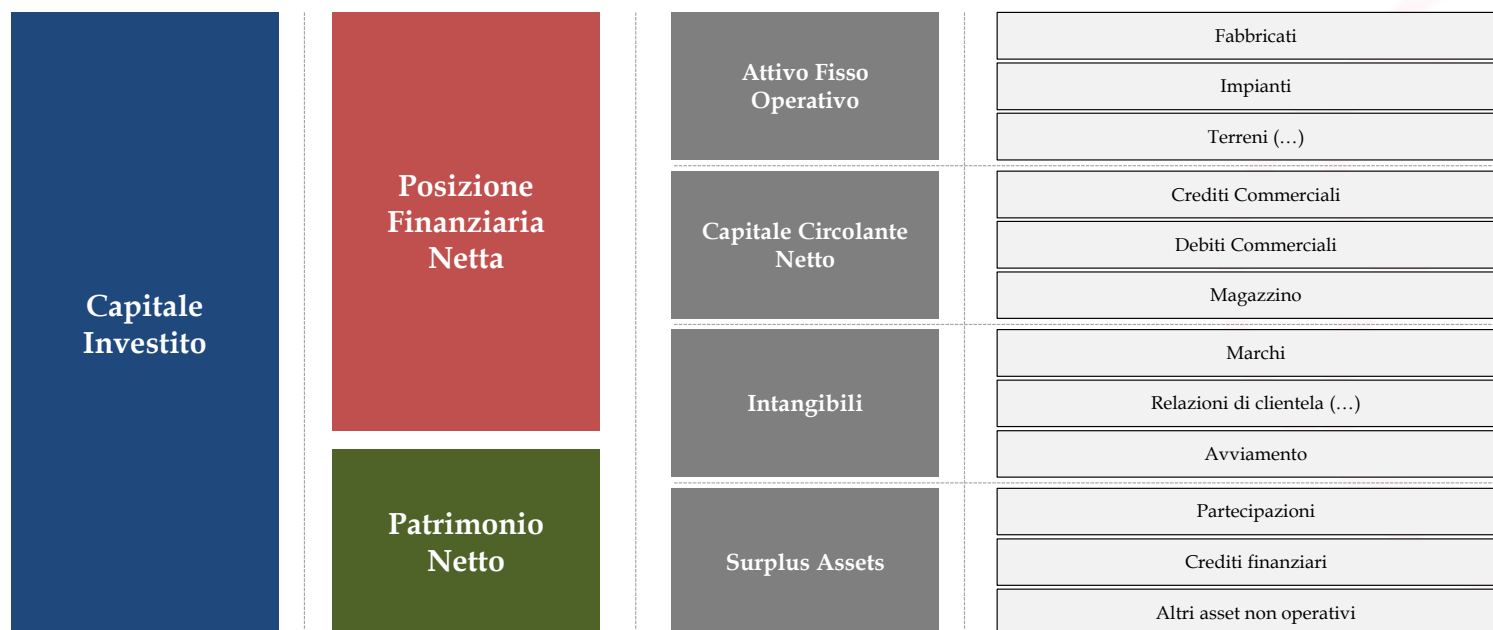 Capitale
Investito
Posizione
Finanziaria
Netta
Patrimonio
Netto
Attivo Fisso
Operativo
Fabbricati
Impianti
Terreni (…)
Capitale Circolante
Netto
Crediti Commerciali
Debiti Commerciali
Magazzino
Intangibili
Marchi
Relazioni di clientela (…)
Avviamento
Surplus Assets
Partecipazioni
Crediti finanziari
Altri asset non operativi